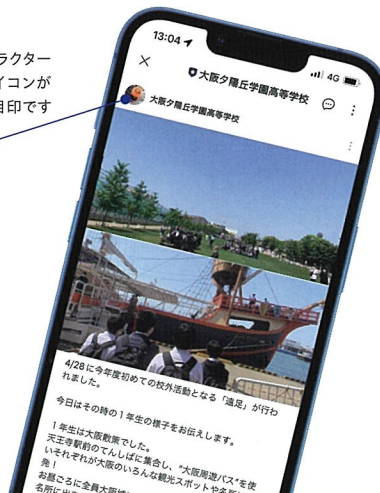 ラクター
イコンが
目印です
13:04
4G
大阪夕陽丘学園高等学校
大阪夕陽丘学園高等学校
4/28に今年度初めての校外活動となる「遠足」が行わ
れました。
今日はその時の1年生の様子をお伝えします。
1年生は大阪散策でした。
天王寺駅前のてんしばに集合し、“大阪周遊パス”を使
いそれぞれが大阪のいろんな観光スポットや名所
発!
お昼ごろに全員大阪城
名所に出